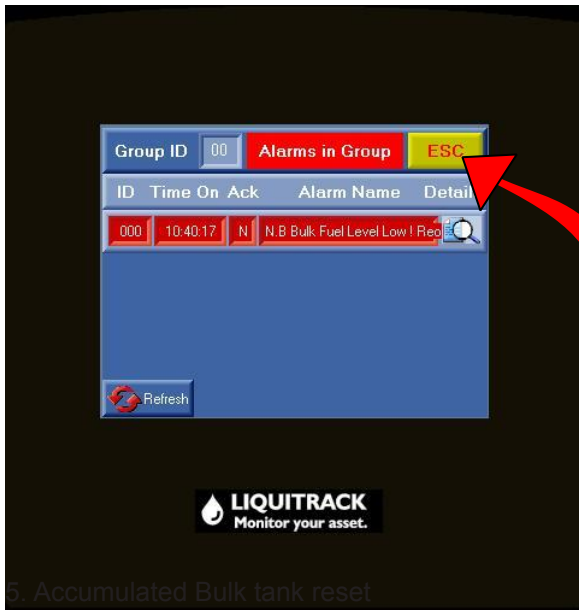 Group ID 00 Alarms in Group ESC
ID Time On Ack Alarm Name Detail
000 10:40:17 N N.B Bulk Fuel Level Low ! Reo
Refresh
LIQUITRACK
Monitor your asset.
5. Accumulated Bulk tank reset